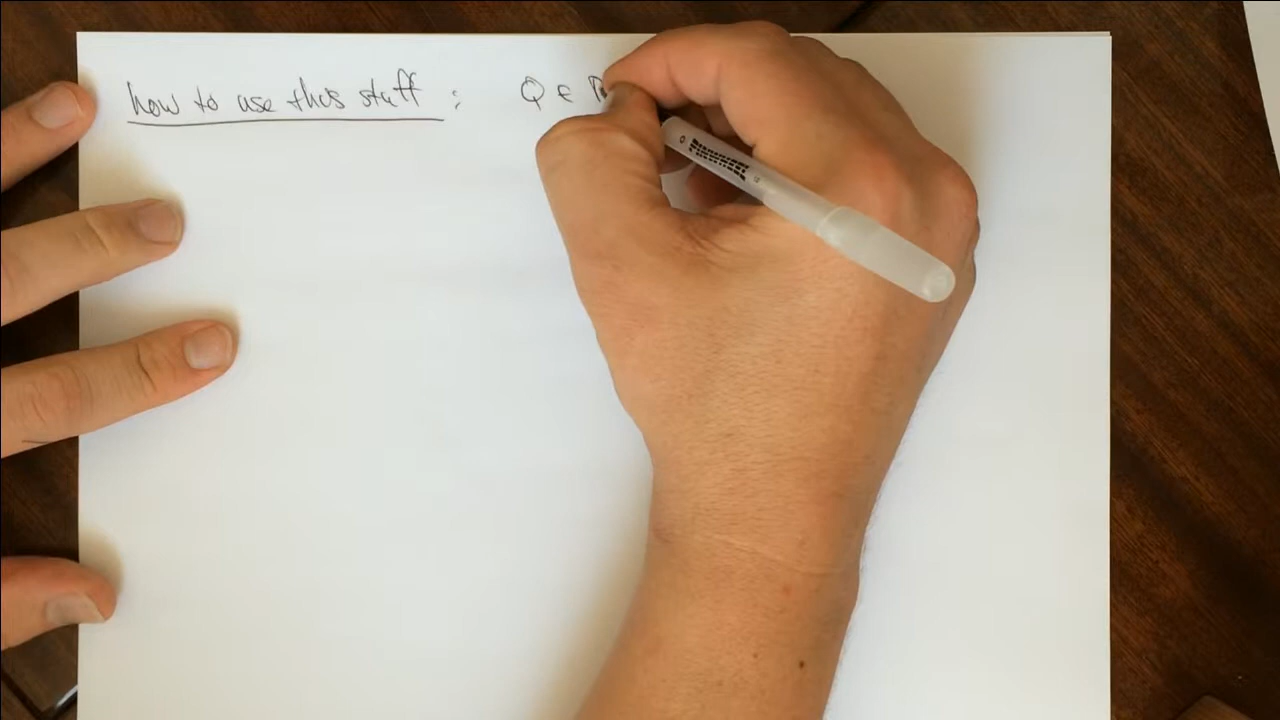 how to use this stuff : Q ∈